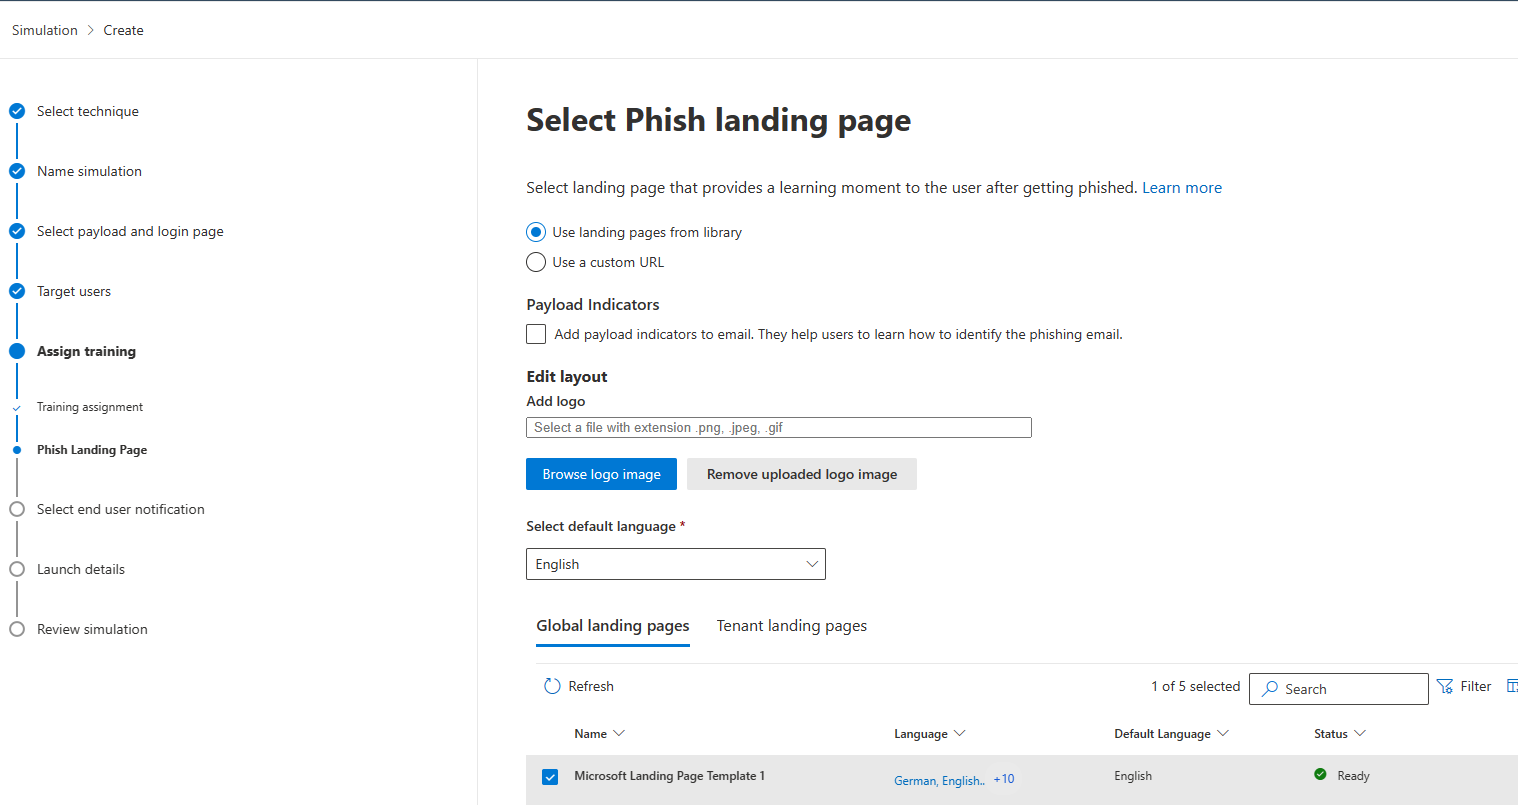 Simulation > Create
Select technique
Name simulation
Select payload and login page
Target users
Assign training
Training assignment
Phish Landing Page
Select end user notification
Launch details
Review simulation
Select Phish landing page
Select landing page that provides a learning moment to the user after getting phished. Learn more
Use landing pages from library
Use a custom URL
Payload Indicators
Add payload indicators to email. They help users to learn how to identify the phishing email.
Edit layout
Add logo
Select a file with extension .png, .jpeg, .gif
Browse logo image Remove uploaded logo image
Select default language *
English
Global landing pages Tenant landing pages
Refresh 1 of 5 selected Search Filter
Name Language Default Language Status
Microsoft Landing Page Template 1 German, English.. +10 English Ready